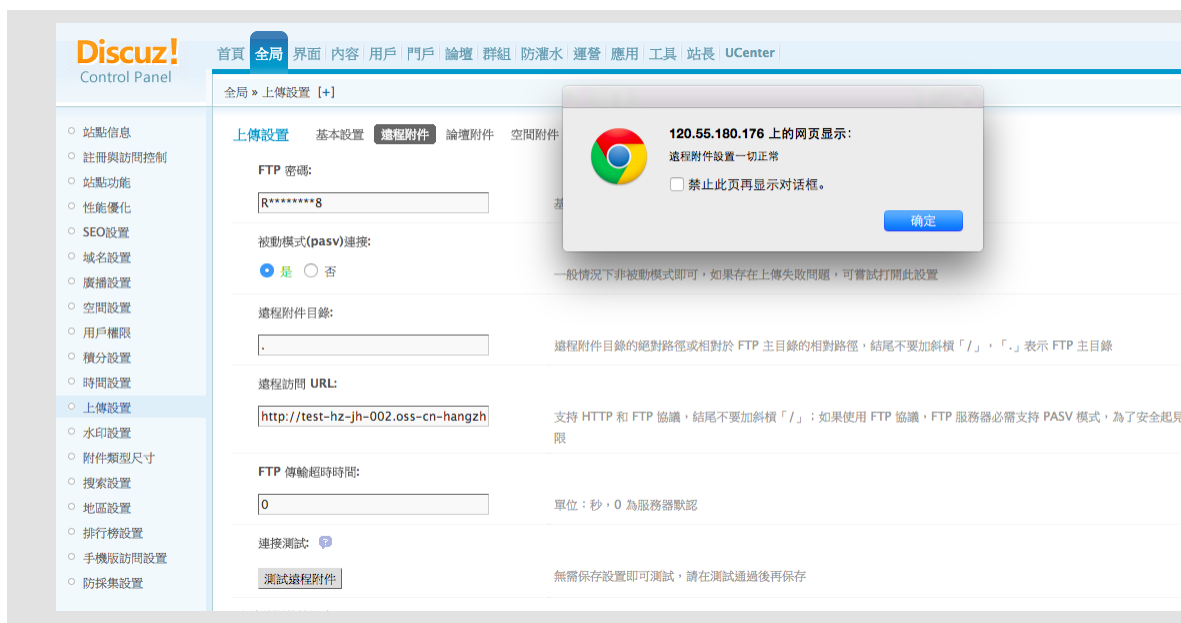 Discuz!
Control Panel
首頁 全局 界面 內容 用戶 門戶 論壇 群組 防灌水 運營 應用 工具 站長 UCenter
全局 » 上傳設置 [+]
站點信息
註冊與訪問控制
站點功能
性能優化
SEO設置
域名設置
廣播設置
空間設置
用戶權限
積分設置
時間設置
上傳設置
水印設置
附件類型尺寸
搜索設置
地區設置
排行榜設置
手機版訪問設置
防採集設置
上傳設置 基本設置 遠程附件 論壇附件 空間附件
120.55.180.176 上的网页显示:
遠程附件設置一切正常
禁止此页再显示对话框。
确定
FTP 密碼:
R********8
被動模式(pasv)連接:
是 否
一般情況下非被動模式即可，如果存在上傳失敗問題，可嘗試打開此設置
遠程附件目錄:
.
遠程附件目錄的絕對路徑或相對於 FTP 主目錄的相對路徑，結尾不要加斜槓「/」，「.」表示 FTP 主目錄
遠程訪問 URL:
http://test-hz-jh-002.oss-cn-hangzh
支持 HTTP 和 FTP 協議，結尾不要加斜槓「/」；如果使用 FTP 協議，FTP 服務器必需支持 PASV 模式，為了安全起見
限
FTP 傳輸超時時間:
0
單位：秒，0 為服務器默認
連接測試:
測試遠程附件
無需保存設置即可測試，請在測試通過後再保存